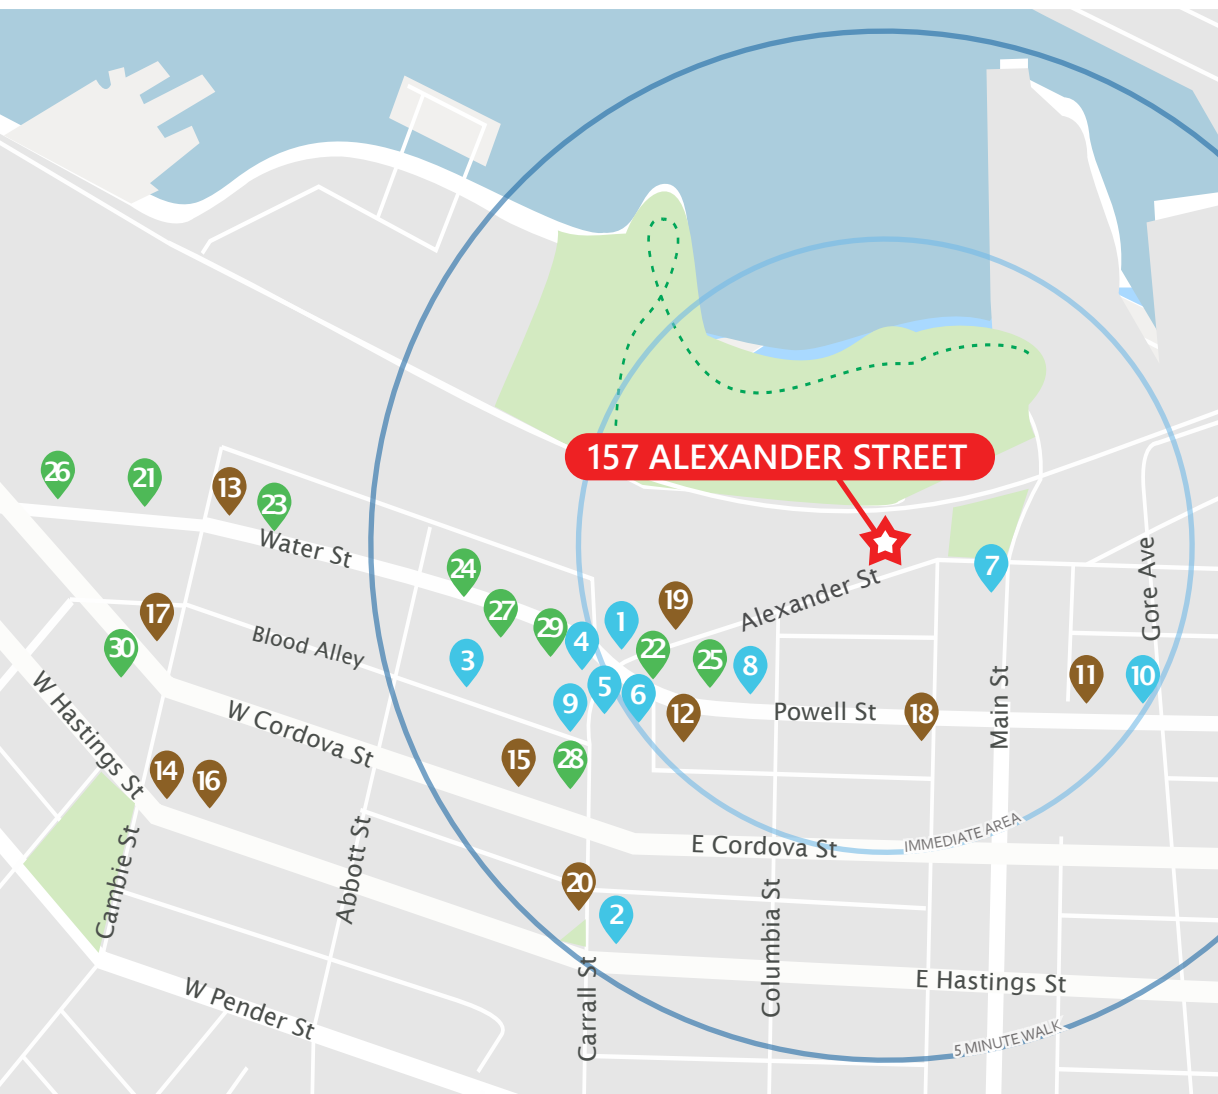 157 ALEXANDER STREET
26
21
13
23
Water St
24
7
Gore Ave
Alexander St
19
27
17
29
1
Blood Alley
30
4
22
3
25
8
11
10
5
6
W Hastings St
9
12
Powell St
18
Main St
W Cordova St
15
28
14
16
IMMEDIATE AREA
E Cordova St
Cambie St
Abbott St
20
2
Columbia St
E Hastings St
Carrall St
W Pender St
5 MINUTE WALK